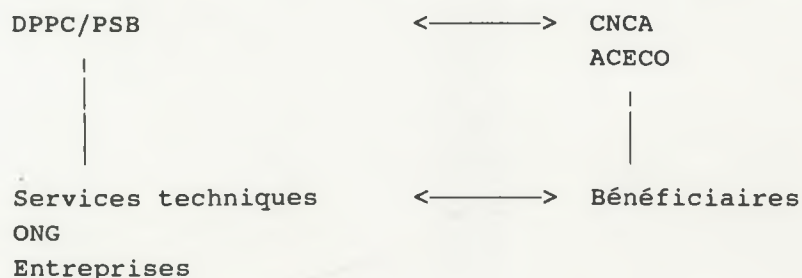 DPPC/PSB <------> CNCA
ACECO
Services techniques <------> Bénéficiaires
ONG
Entreprises